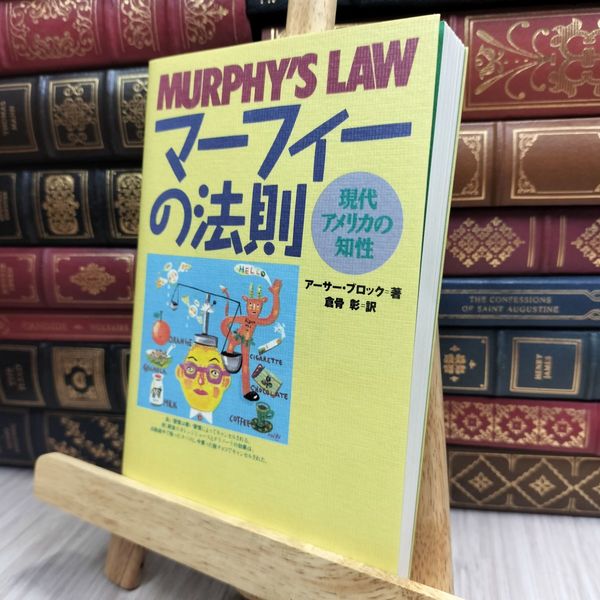 MURPHY'S LAW
マーフィー
の法則
現代
アメリカの
知性
アーサー・ブロック=著
倉骨 彰=訳
HELLO
ORANGE
CIGARETTE
GRANOLA
CHOCOLATE
MILK
COFFEE
THE CONFESSIONS
OF SAINT AUGUSTINE
HENRY
JAMES